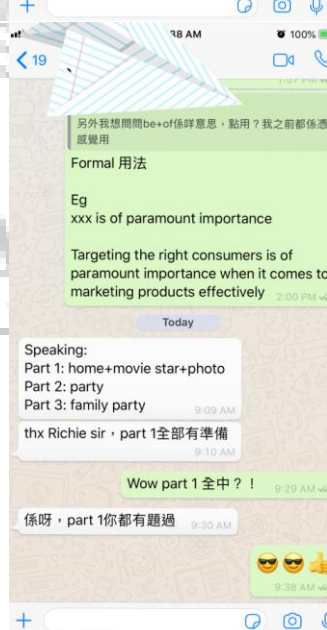 38 AM
100%
19
另外我想問問be+of係咩意思，點用？我之前都係憑
感覺用
Formal 用法
Eg
xxx is of paramount importance
Targeting the right consumers is of
paramount importance when it comes to
marketing products effectively 2:00 PM
Today
Speaking:
Part 1: home+movie star+photo
Part 2: party
Part 3: family party 9:09 AM
thx Richie sir，part 1全部有準備
9:10 AM
Wow part 1 全中？！ 9:29 AM
係呀，part 1你都有題過 9:30 AM
9:38 AM